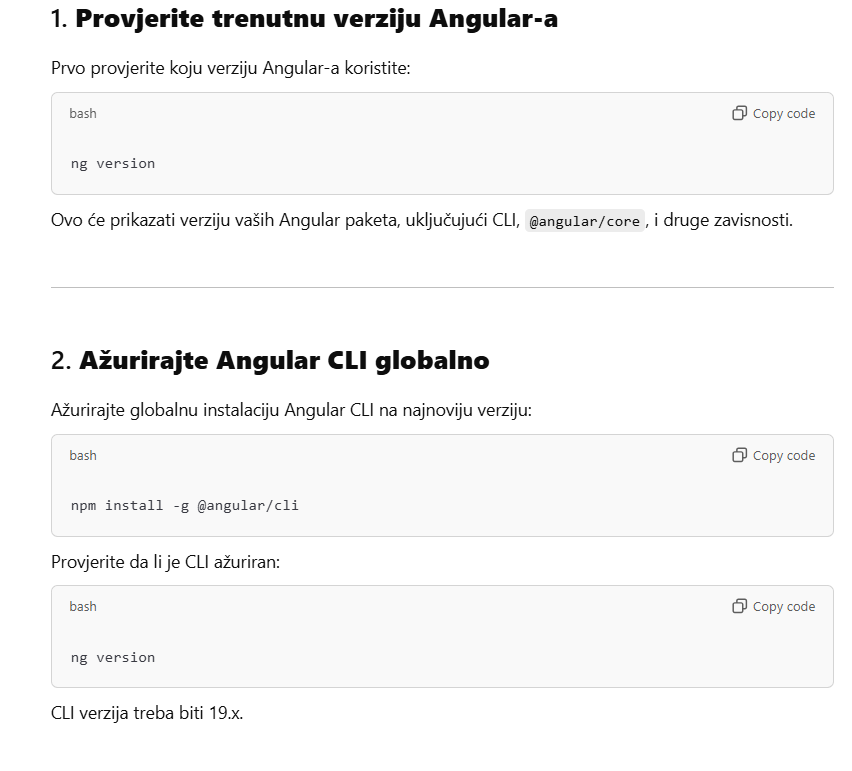 1. Provjerite trenutnu verziju Angular-a
Prvo provjerite koju verziju Angular-a koristite:
bash
Copy code
ng version
Ovo će prikazati verziju vaših Angular paketa, uključujući CLI, @angular/core, i druge zavisnosti.
2. Ažurirajte Angular CLI globalno
Ažurirajte globalnu instalaciju Angular CLI na najnoviju verziju:
bash
Copy code
npm install -g @angular/cli
Provjerite da li je CLI ažuriran:
bash
Copy code
ng version
CLI verzija treba biti 19.x.